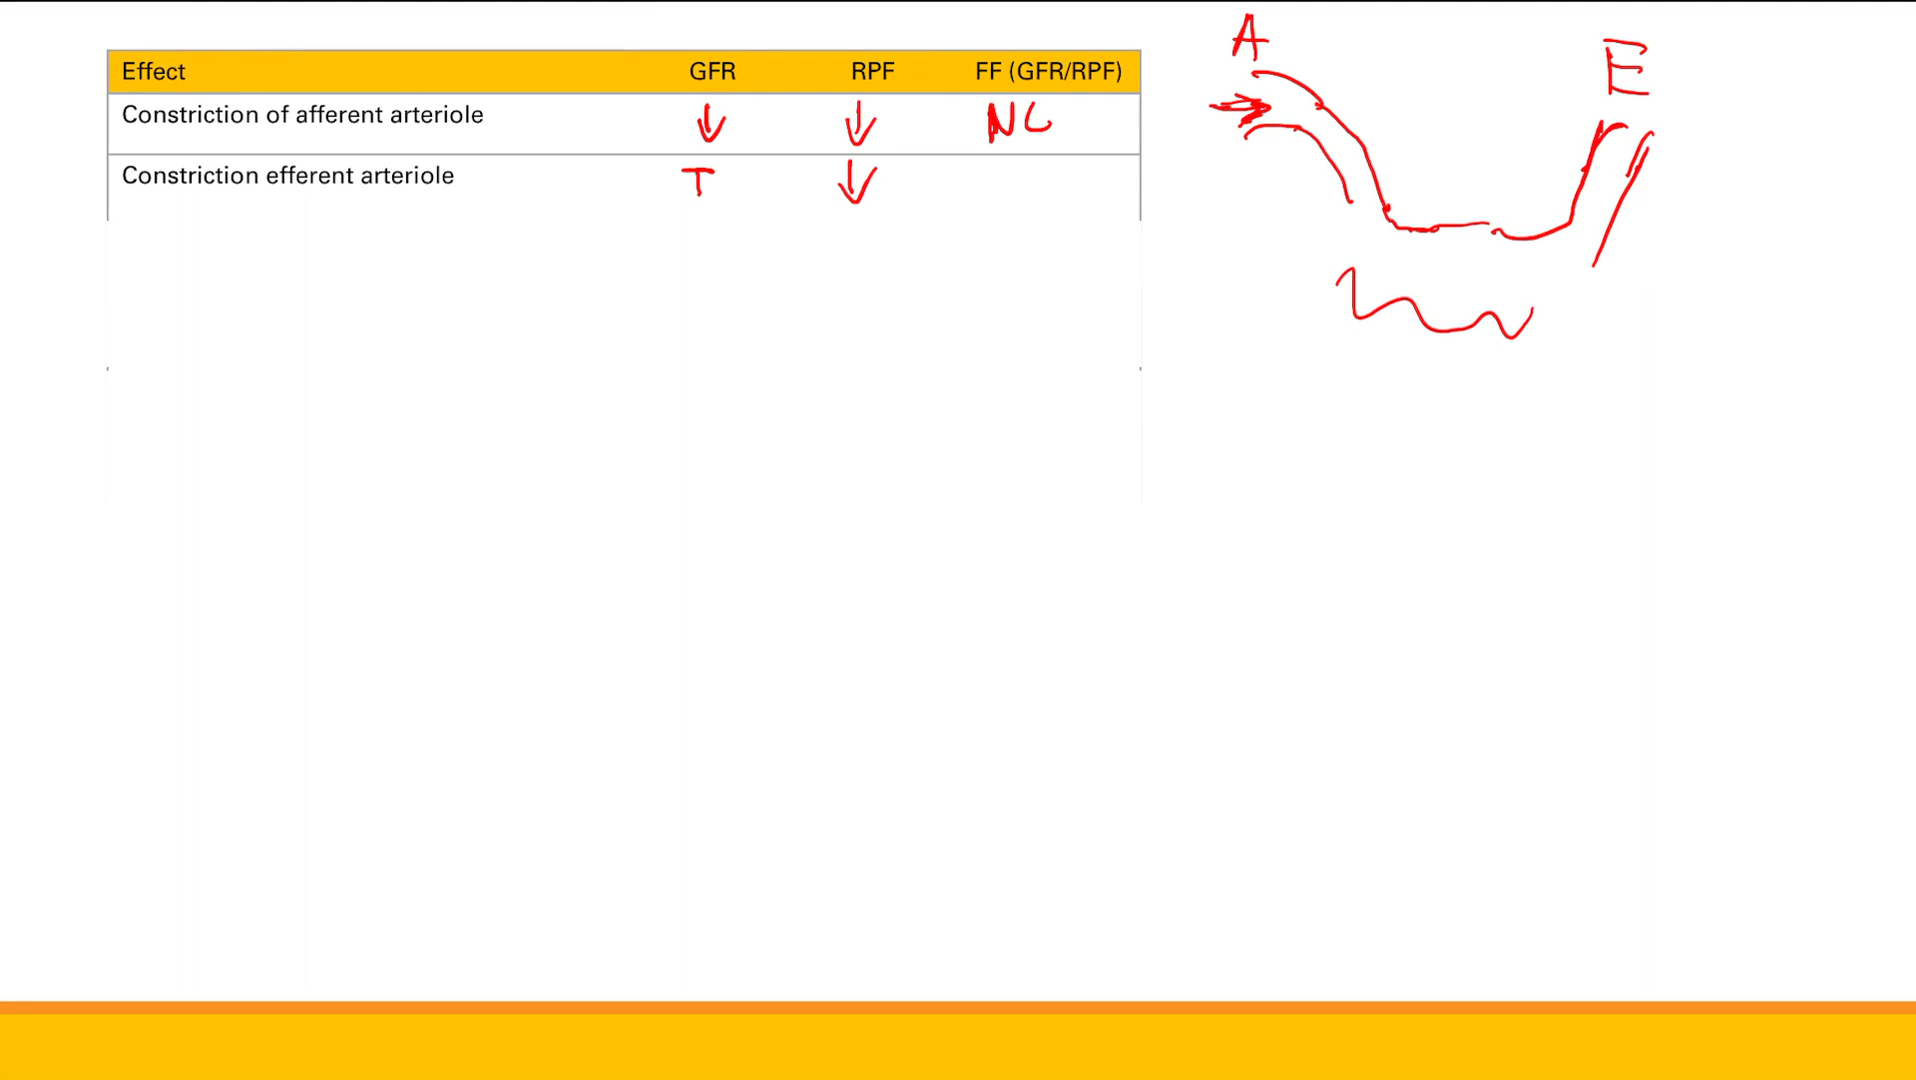 A
E
Effect GFR RPF FF (GFR/RPF)
Constriction of afferent arteriole ↓ ↓ NC
Constriction efferent arteriole T ↓